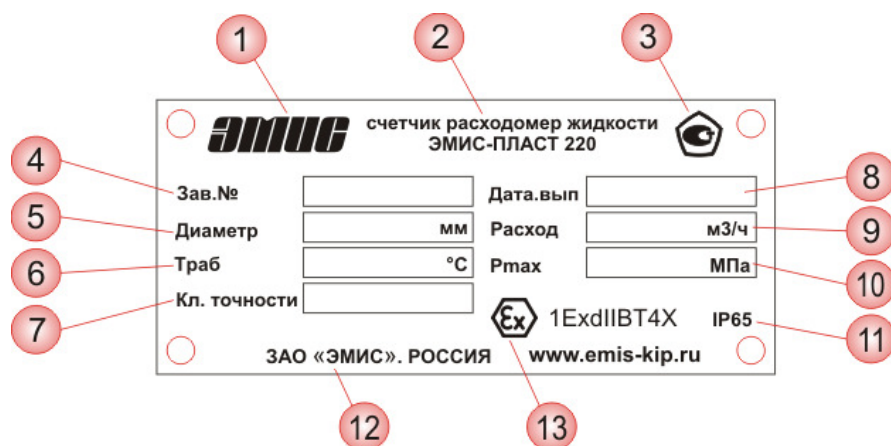 1 2 3
ЭМИС счетчик расходомер жидкости
ЭМИС-ПЛАСТ 220
4 Зав.№ Дата.вып 8
5 Диаметр мм Расход м3/ч 9
6 Траб °С Pmax МПа 10
7 Кл. точности
Ex 1ExdIIBT4X IP65 11
ЗАО «ЭМИС». РОССИЯ www.emis-kip.ru
12 13